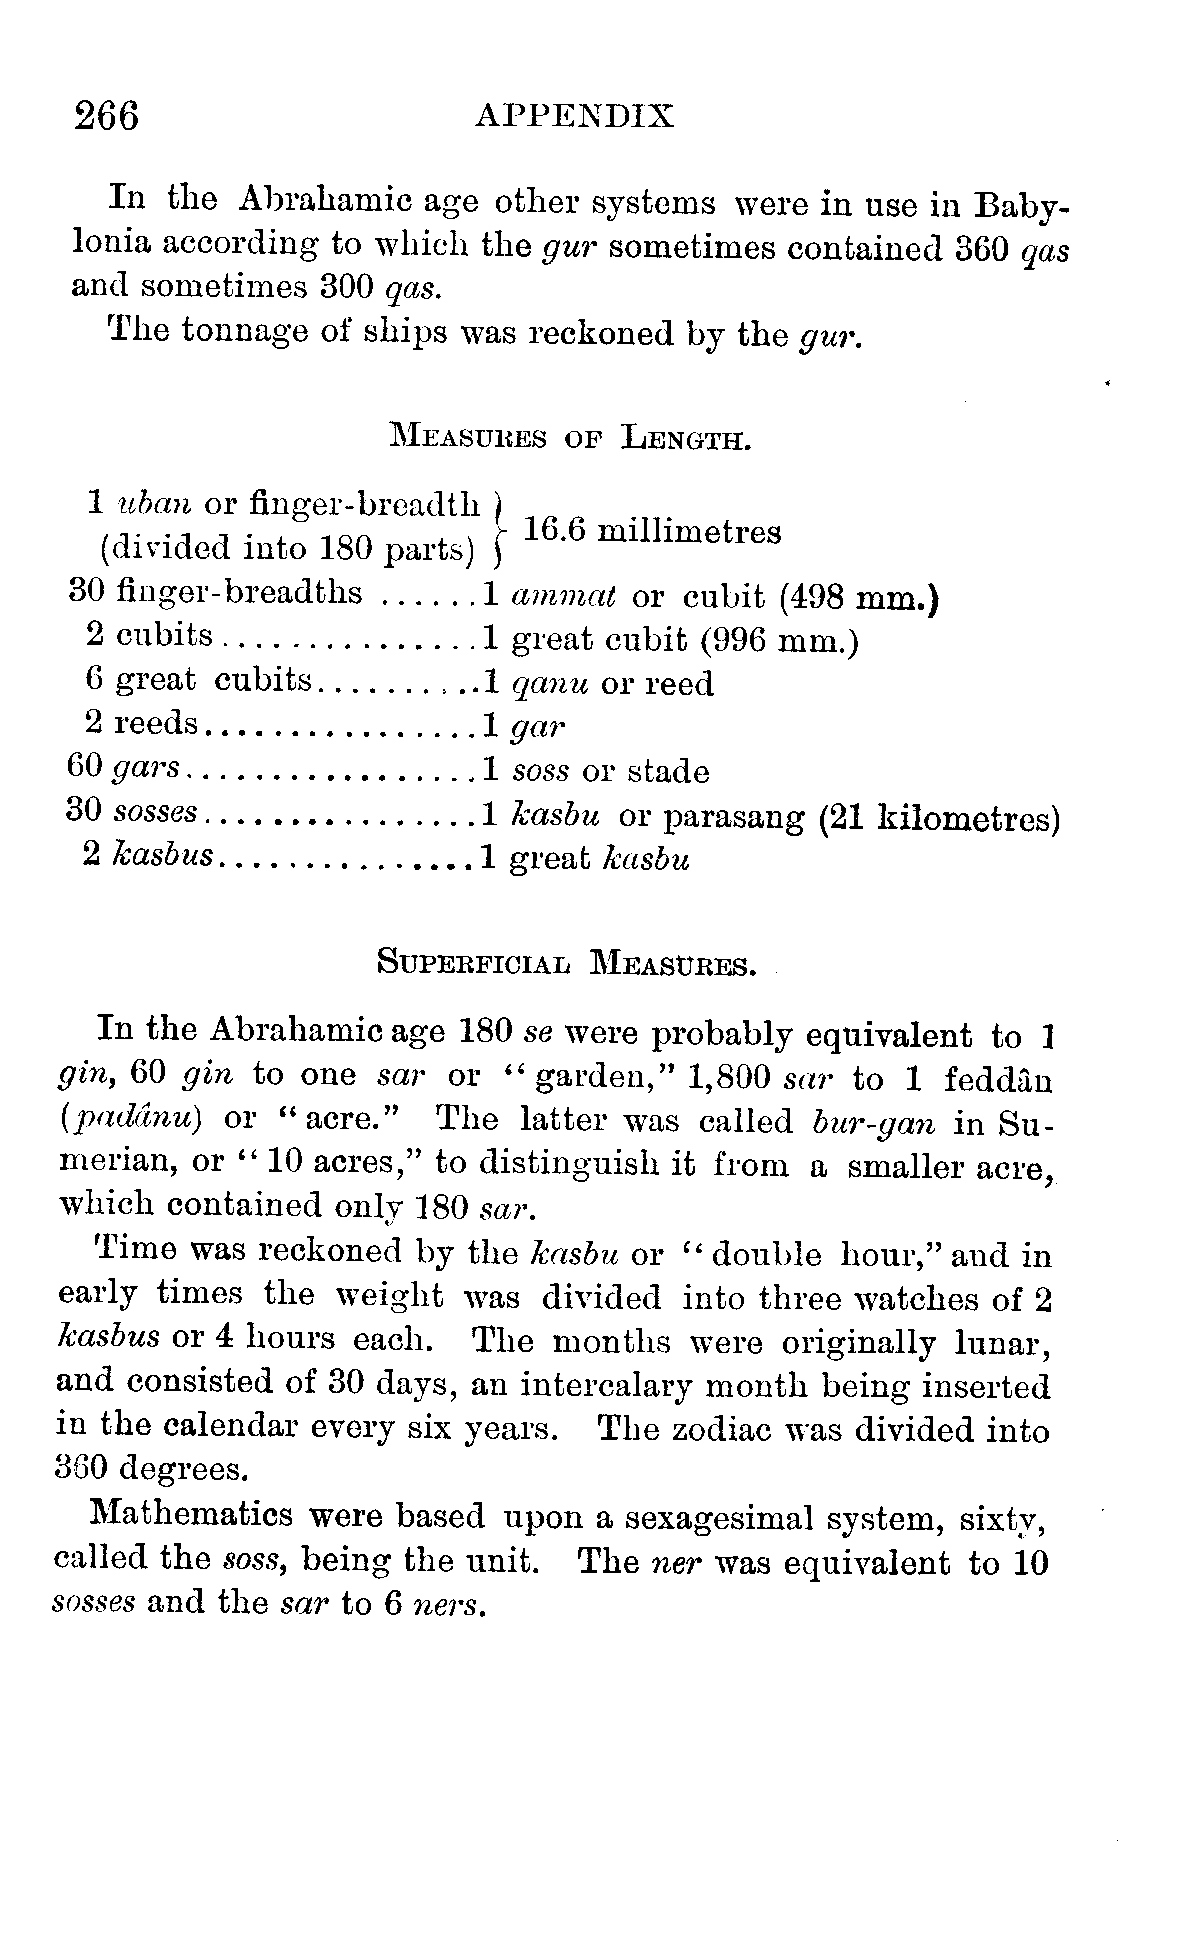 266 APPENDIX
In the Abrahamic age other systems were in use in Baby-
lonia according to which the gur sometimes contained 360 qas
and sometimes 300 qas.
The tonnage of ships was reckoned by the gur.
MEASURES OF LENGTH.
1 uban or finger-breadth }
(divided into 180 parts) } 16.6 millimetres
30 finger-breadths ......1 ammat or cubit (498 mm.)
2 cubits...............1 great cubit (996 mm.)
6 great cubits..........1 qanu or reed
2 reeds................1 gar
60 gars.................1 soss or stade
30 sosses................1 kasbu or parasang (21 kilometres)
2 kasbus...............1 great kasbu
SUPERFICIAL MEASURES.
In the Abrahamic age 180 se were probably equivalent to 1
gin, 60 gin to one sar or “garden,” 1,800 sar to 1 feddân
(padânu) or “acre.” The latter was called bur-gan in Su-
merian, or “10 acres,” to distinguish it from a smaller acre,
which contained only 180 sar.
Time was reckoned by the kasbu or “double hour,” and in
early times the weight was divided into three watches of 2
kasbus or 4 hours each. The months were originally lunar,
and consisted of 30 days, an intercalary month being inserted
in the calendar every six years. The zodiac was divided into
360 degrees.
Mathematics were based upon a sexagesimal system, sixty,
called the soss, being the unit. The ner was equivalent to 10
sosses and the sar to 6 ners.